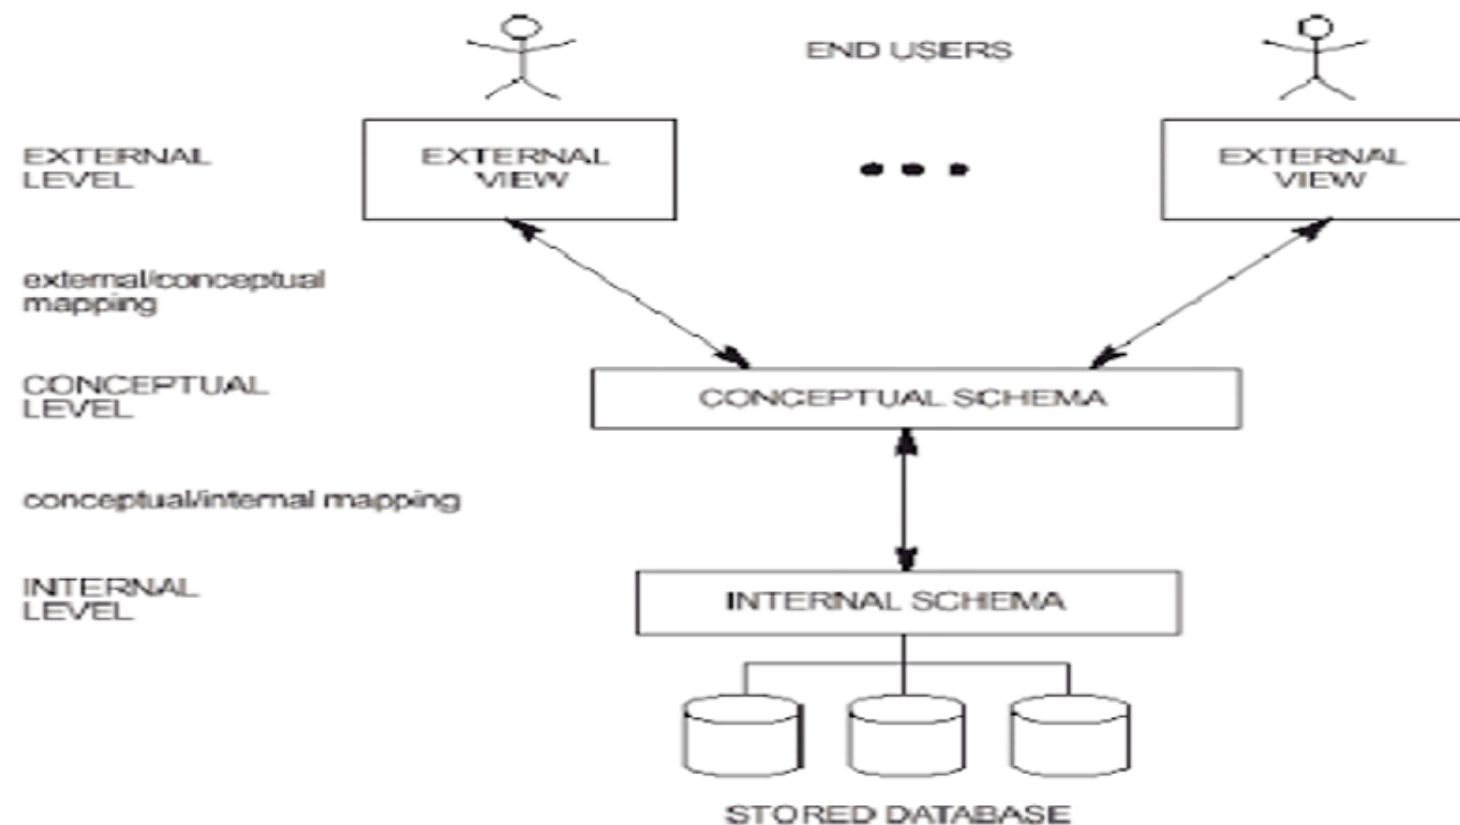 END USERS
EXTERNAL
LEVEL
EXTERNAL
VIEW
EXTERNAL
VIEW
external/conceptual
mapping
CONCEPTUAL
LEVEL
CONCEPTUAL SCHEMA
conceptual/internal mapping
INTERNAL
LEVEL
INTERNAL SCHEMA
STORED DATABASE